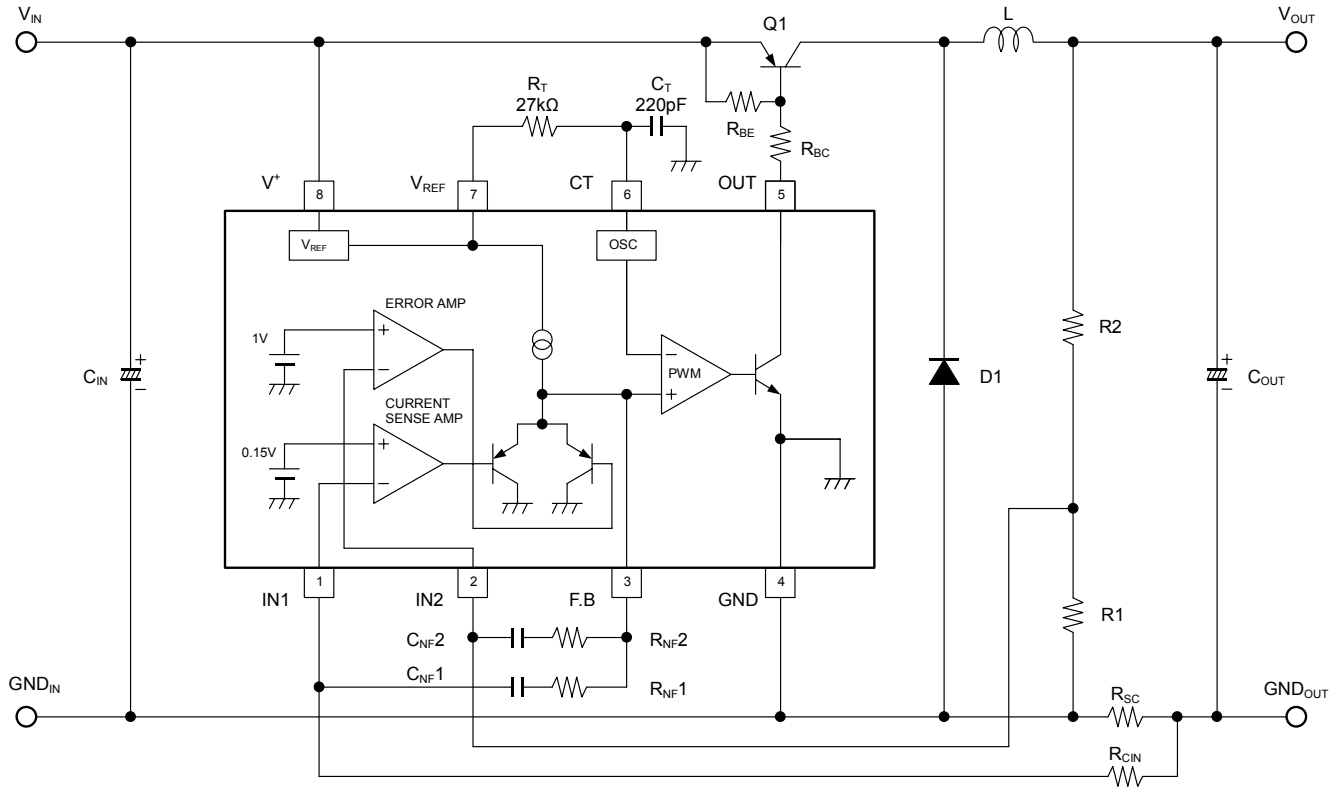 VIN
Q1
L
VOUT
RT
27kΩ
CT
220pF
RBE
RBC
V+
VREF
CT
OUT
8
7
6
5
VREF
OSC
ERROR AMP
1V
+
−
PWM
−
+
R2
CIN
+
−
D1
+
−
COUT
CURRENT
SENSE AMP
0.15V
+
−
1
2
3
4
IN1
IN2
F.B
GND
R1
CNF2
RNF2
CNF1
RNF1
GNDIN
RSC
GNDOUT
RCIN